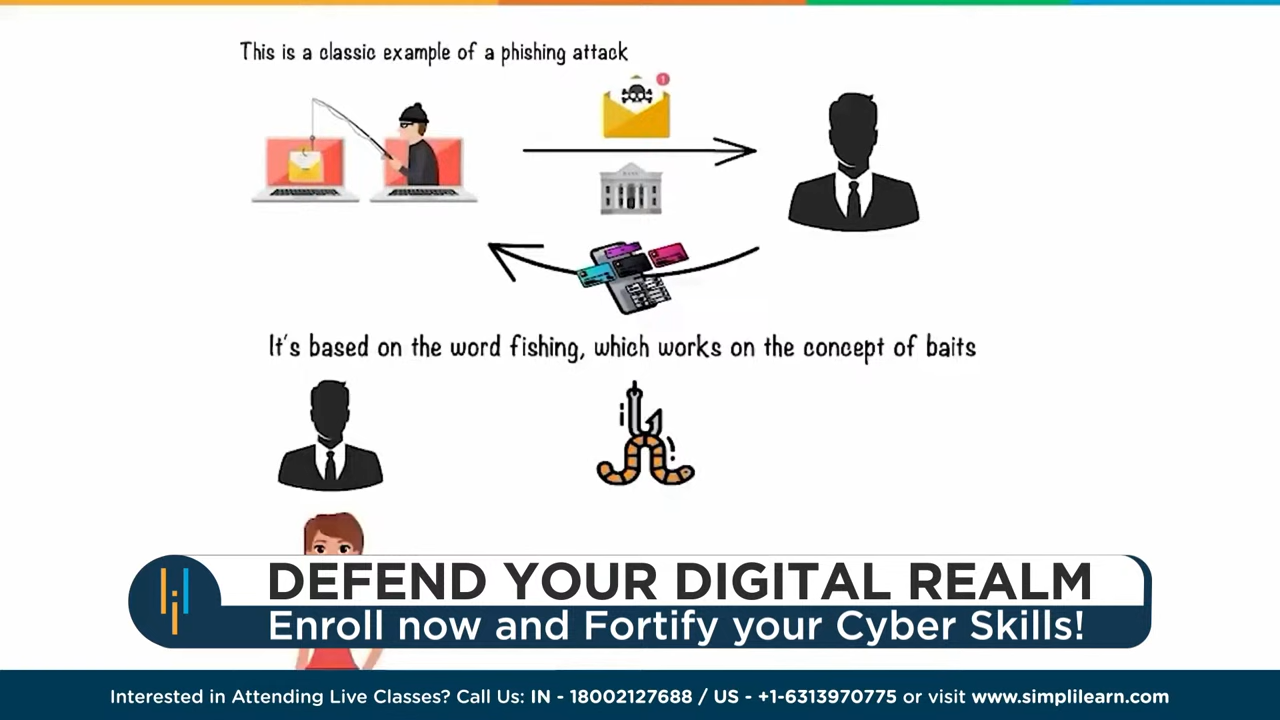 This is a classic example of a phishing attack
1
It's based on the word fishing, which works on the concept of baits
DEFEND YOUR DIGITAL REALM
Enroll now and Fortify your Cyber Skills!
Interested in Attending Live Classes? Call Us: IN - 18002127688 / US - +1-6313970775 or visit www.simplilearn.com